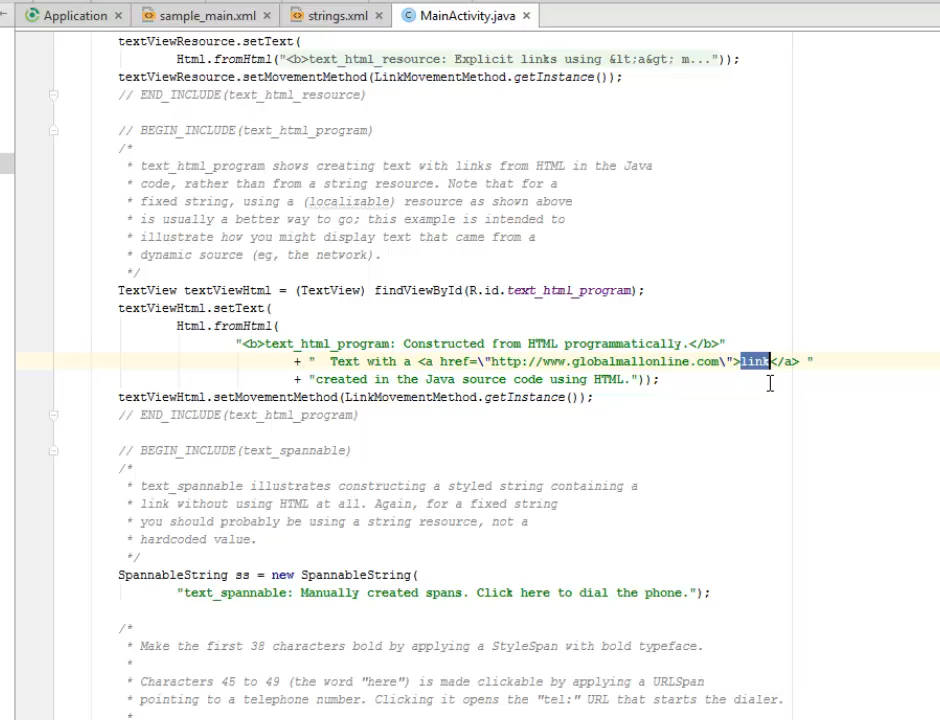 Application sample_main.xml strings.xml MainActivity.java
textViewResource.setText(
Html.fromHtml("<b>text_html_resource: Explicit links using &lt;a&gt; m..."));
textViewResource.setMovementMethod(LinkMovementMethod.getInstance());
// END_INCLUDE(text_html_resource)
// BEGIN_INCLUDE(text_html_program)
/*
* text_html_program shows creating text with links from HTML in the Java
* code, rather than from a string resource. Note that for a
* fixed string, using a (localizable) resource as shown above
* is usually a better way to go; this example is intended to
* illustrate how you might display text that came from a
* dynamic source (eg, the network).
*/
TextView textViewHtml = (TextView) findViewById(R.id.text_html_program);
textViewHtml.setText(
Html.fromHtml(
"<b>text_html_program: Constructed from HTML programmatically.</b>"
+ "  Text with a <a href=\"http://www.globalmallonline.com\">link</a> "
+ "created in the Java source code using HTML."));
textViewHtml.setMovementMethod(LinkMovementMethod.getInstance());
// END_INCLUDE(text_html_program)
// BEGIN_INCLUDE(text_spannable)
/*
* text_spannable illustrates constructing a styled string containing a
* link without using HTML at all. Again, for a fixed string
* you should probably be using a string resource, not a
* hardcoded value.
*/
SpannableString ss = new SpannableString(
"text_spannable: Manually created spans. Click here to dial the phone.");
/*
* Make the first 38 characters bold by applying a StyleSpan with bold typeface.
*
* Characters 45 to 49 (the word "here") is made clickable by applying a URLSpan
* pointing to a telephone number. Clicking it opens the "tel:" URL that starts the dialer.
*